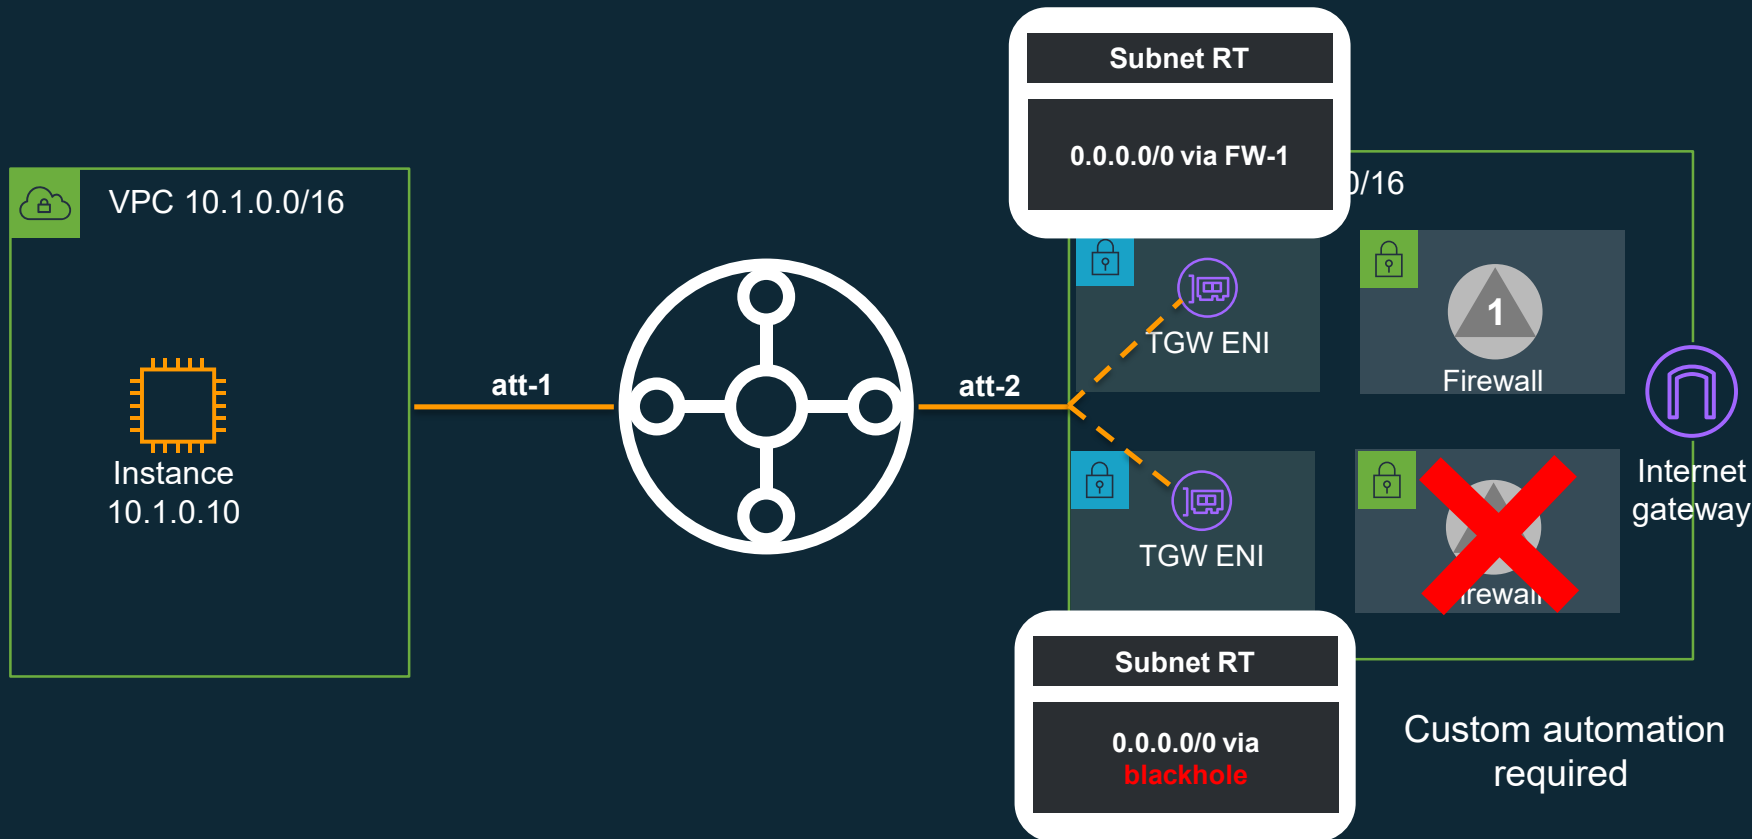 Subnet RT
0.0.0.0/0 via FW-1
VPC 10.1.0.0/16
0/16
TGW ENI
1
Firewall
att-1
att-2
Instance
10.1.0.10
TGW ENI
Internet
gateway
Subnet RT
0.0.0.0/0 via
blackhole
Custom automation
required